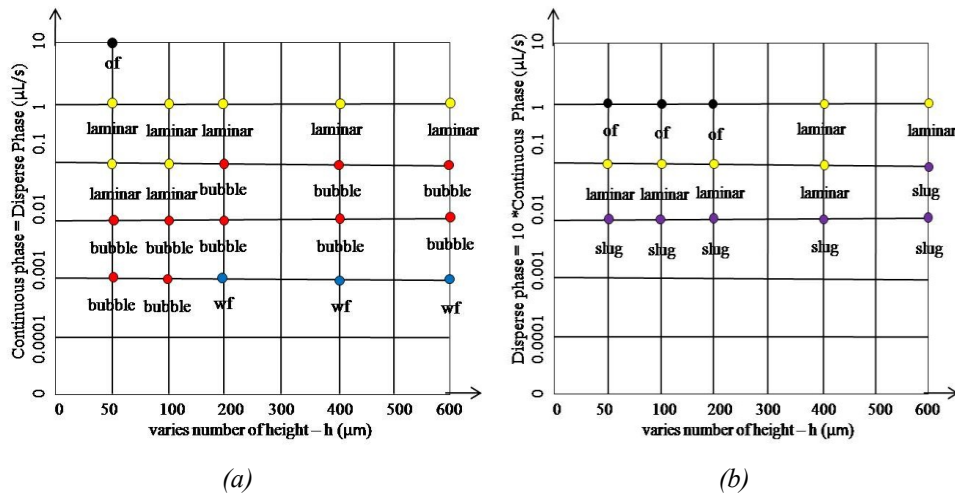 Continuous phase = Disperse Phase (μL/s)
10
of
1
laminar laminar laminar laminar laminar
0.1
laminar laminar bubble bubble bubble
0.01
bubble bubble bubble bubble bubble
0.001
bubble bubble wf wf wf
0.0001
0
0 50 100 200 300 400 600
varies number of height – h (μm)
(a)
Disperse phase = 10 *Continuous Phase (μL/s)
10
1
of of of laminar laminar
0.1
laminar laminar laminar laminar slug
0.01
slug slug slug slug slug
0.001
0.0001
0
0 50 100 200 300 400 600
varies number of height – h (μm)
(b)